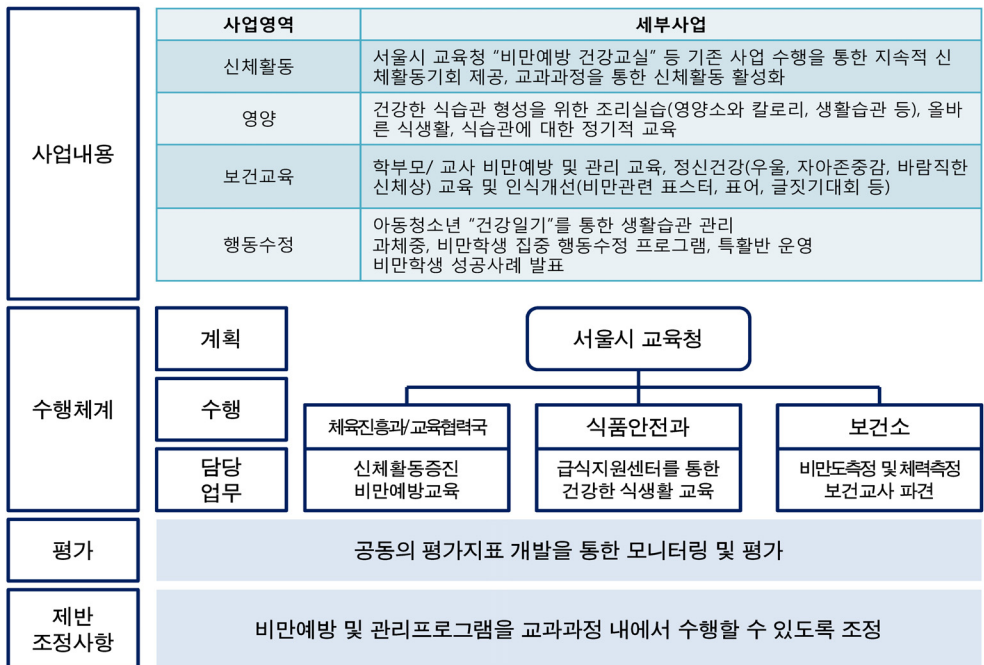 사업내용
사업영역
세부사업
신체활동
서울시 교육청 “비만예방 건강교실” 등 기존 사업 수행을 통한 지속적 신
체활동기회 제공, 교과과정을 통한 신체활동 활성화
영양
건강한 식습관 형성을 위한 조리실습(영양소와 칼로리, 생활습관 등), 올바
른 식생활, 식습관에 대한 정기적 교육
보건교육
학부모/ 교사 비만예방 및 관리 교육, 정신건강(우울, 자아존중감, 바람직한
신체상) 교육 및 인식개선(비만관련 표스터, 표어, 글짓기대회 등)
행동수정
아동청소년 “건강일기”를 통한 생활습관 관리
과체중, 비만학생 집중 행동수정 프로그램, 특활반 운영
비만학생 성공사례 발표
수행체계
계획
서울시 교육청
수행
체육진흥과/교육협력국
식품안전과
보건소
담당
업무
신체활동증진
비만예방교육
급식지원센터를 통한
건강한 식생활 교육
비만도측정 및 체력측정
보건교사 파견
평가
공동의 평가지표 개발을 통한 모니터링 및 평가
제반
조정사항
비만예방 및 관리프로그램을 교과과정 내에서 수행할 수 있도록 조정